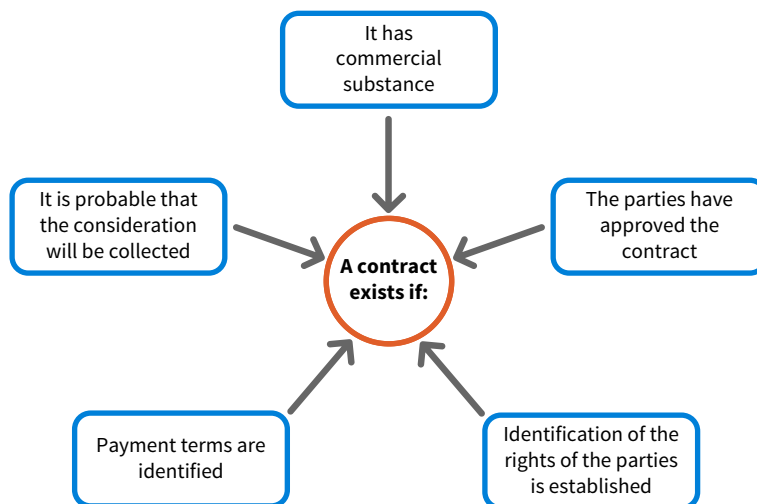 It has
commercial
substance
It is probable that
the consideration
will be collected
The parties have
approved the
contract
A contract
exists if:
Payment terms are
identified
Identification of the
rights of the parties
is established